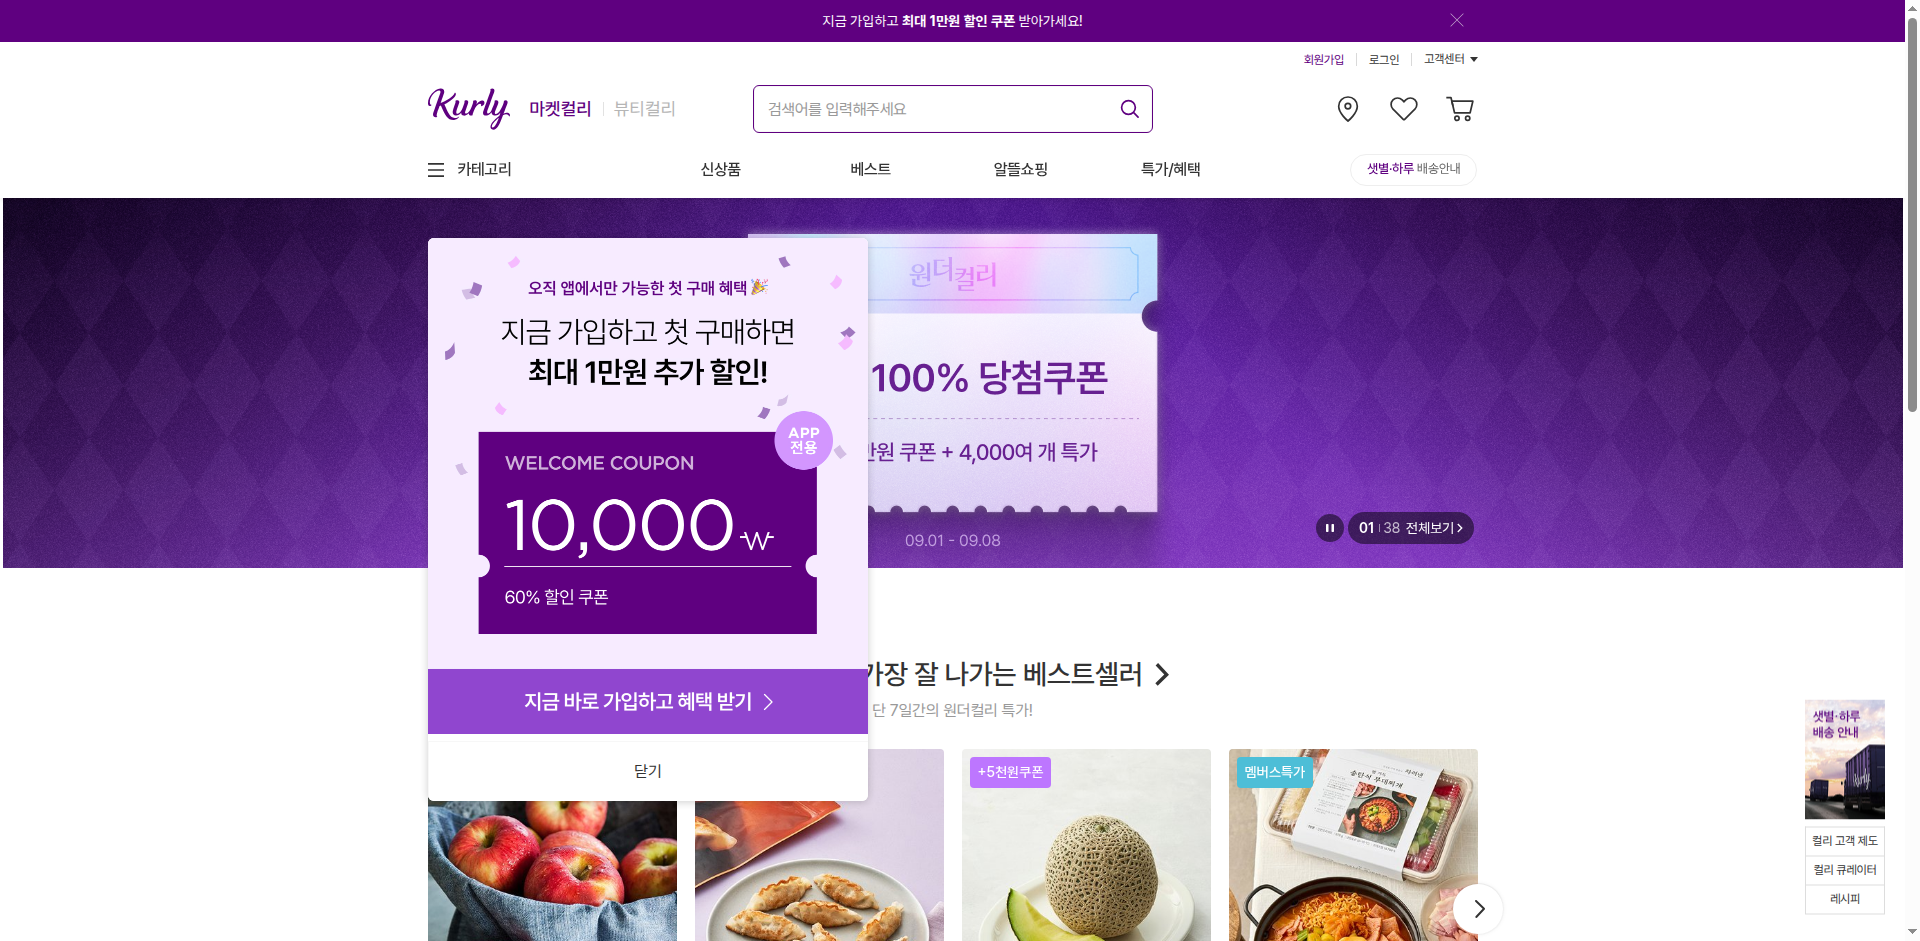 지금 가입하고 최대 1만원 할인 쿠폰 받아가세요!
회원가입
로그인
고객센터
Kurly
마켓컬리
뷰티컬리
검색어를 입력해주세요
카테고리
신상품
베스트
알뜰쇼핑
특가/혜택
샛별·하루 배송안내
오직 앱에서만 가능한 첫 구매 혜택
지금 가입하고 첫 구매하면
최대 1만원 추가 할인!
APP
전용
WELCOME COUPON
10,000₩
60% 할인 쿠폰
지금 바로 가입하고 혜택 받기
닫기
원더컬리
100% 당첨쿠폰
만원 쿠폰 + 4,000여 개 특가
09.01 - 09.08
01 | 38 전체보기
가장 잘 나가는 베스트셀러
단 7일간의 원더컬리 특가!
+5천원쿠폰
멤버스특가
송탄식 부대찌개
샛별·하루
배송 안내
Kurly
컬리 고객 제도
컬리 큐레이터
레시피